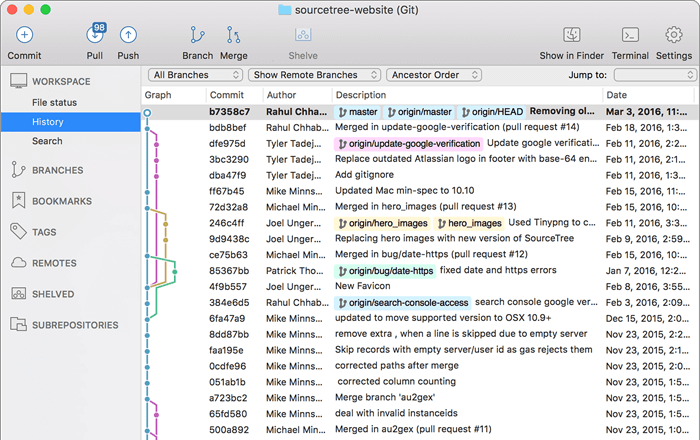 sourcetree-website (Git)
98
Commit Pull Push Branch Merge Shelve Show in Finder Terminal Settings
WORKSPACE
File status
History
Search
BRANCHES
BOOKMARKS
TAGS
REMOTES
SHELVED
SUBREPOSITORIES
All Branches Show Remote Branches Ancestor Order Jump to:
Graph Commit Author Description Date
b7358c7 Rahul Chha... master origin/master origin/HEAD Removing ol... Mar 3, 2016, 11:...
bdb8bef Rahul Chhab... Merged in update-google-verification (pull request #14) Feb 18, 2016, 1:3...
dfe975d Tyler Tadej... origin/update-google-verification Update google verificati... Feb 11, 2016, 2:2...
3bc3290 Tyler Tadej... Replace outdated Atlassian logo in footer with base-64 en... Feb 11, 2016, 2:1...
dba47f9 Tyler Tadej... Add gitignore Feb 11, 2016, 1:3...
ff67b45 Mike Minns... Updated Mac min-spec to 10.10 Feb 15, 2016, 11:...
72d32a8 Michael Min... Merged in hero_images (pull request #13) Feb 15, 2016, 10:...
246c4ff Joel Unger... origin/hero_images hero_images Used Tinypng to c... Feb 11, 2016, 3:3...
9d9438c Joel Unger... Replacing hero images with new version of SourceTree Feb 9, 2016, 2:59...
ce75b63 Michael Min... Merged in bug/date-https (pull request #12) Feb 15, 2016, 10:...
85367bb Patrick Tho... origin/bug/date-https fixed date and https errors Jan 7, 2016, 12:2...
4f9b557 Joel Unger... New Favicon Feb 8, 2016, 3:55...
384e6d5 Rahul Chhab... origin/search-console-access search console google ver... Feb 3, 2016, 2:09...
6fa47a9 Mike Minns... updated to move supported version to OSX 10.9+ Dec 15, 2015, 2:0...
8dd87bb Mike Minns... remove extra , when a line is skipped due to empty server Nov 23, 2015, 2:2...
faa195e Mike Minns... Skip records with empty server/user id as gas rejects them Nov 23, 2015, 2:1...
0cdfe96 Mike Minns... corrected paths after merge Nov 23, 2015, 2:0...
051ab1b Mike Minns... corrected column counting Nov 23, 2015, 1:5...
a723bc2 Mike Minns... Merge branch 'au2gex' Nov 23, 2015, 1:5...
65fd580 Mike Minns... deal with invalid instanceids Nov 23, 2015, 1:5...
500a892 Michael Min... Merged in au2gex (pull request #11) Nov 23, 2015, 1:0...